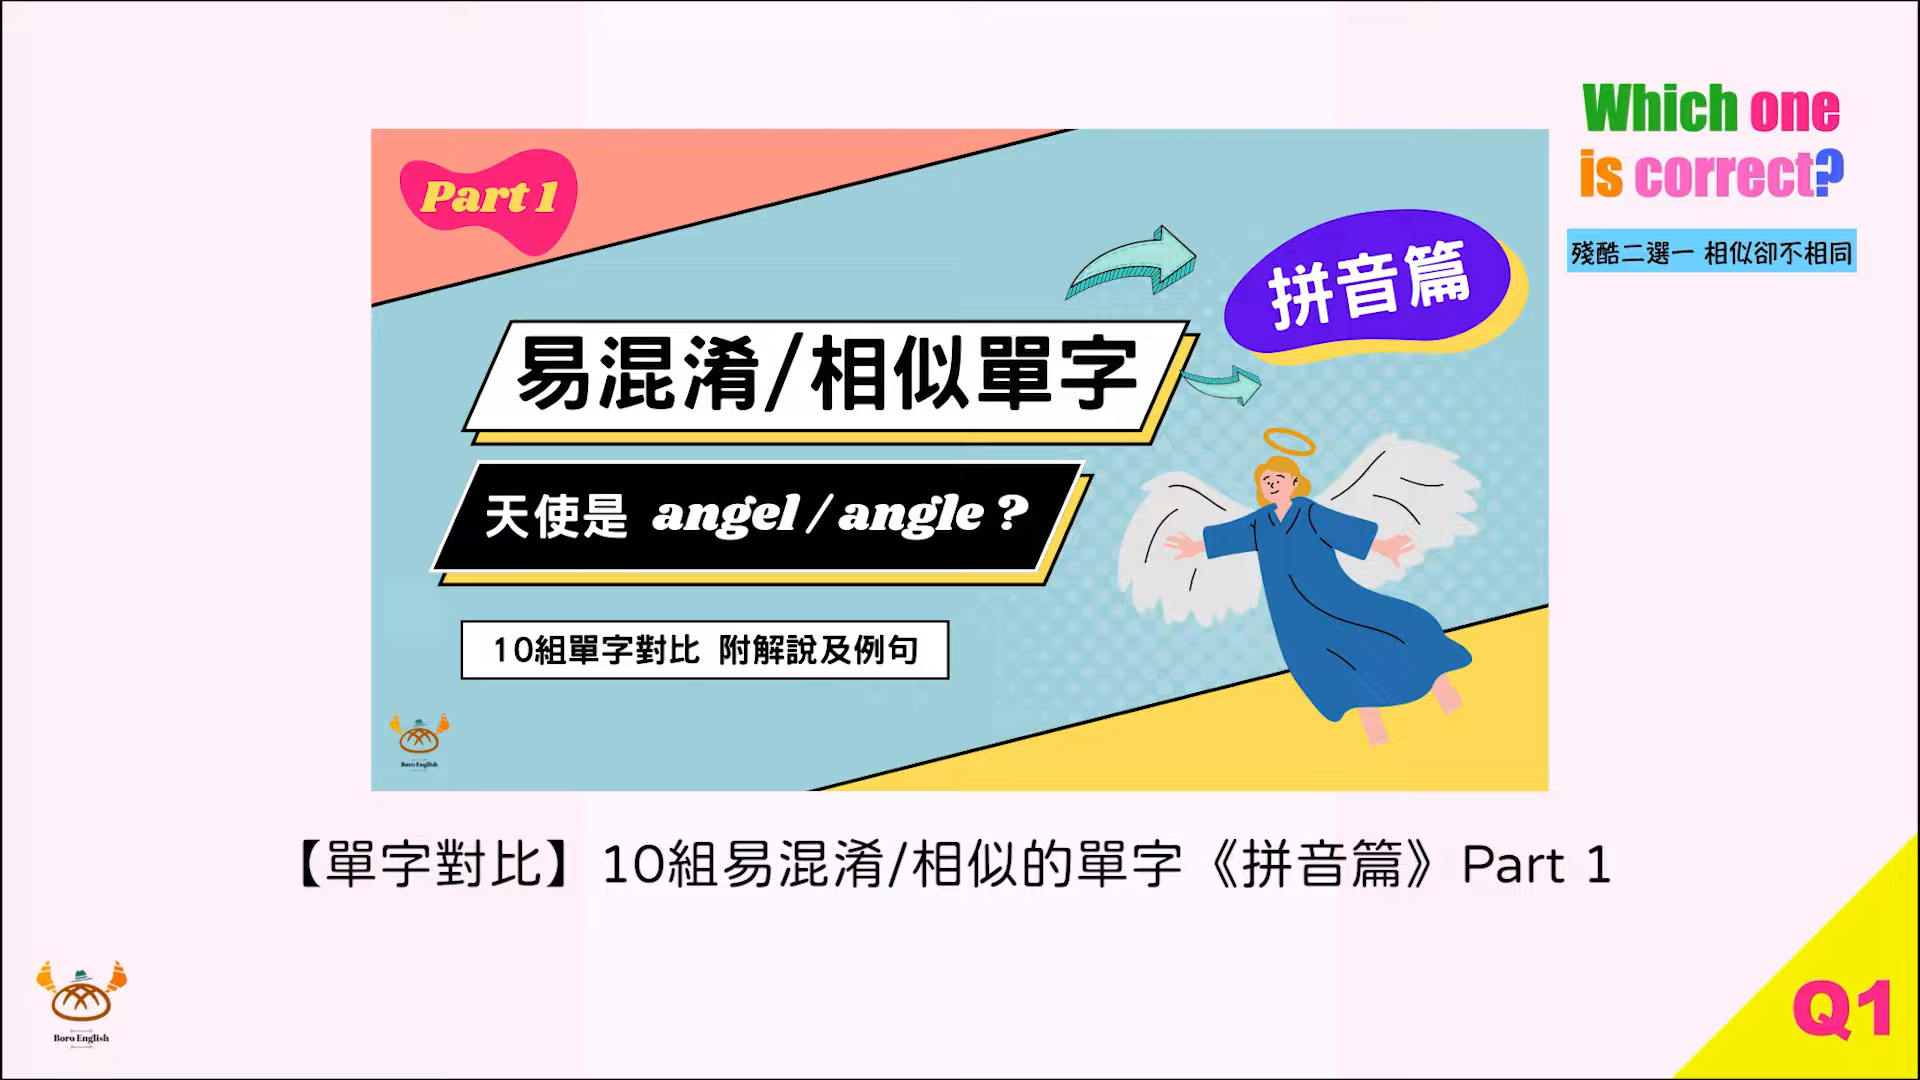 Which one
is correct?
殘酷二選一 相似卻不相同
Part 1
拼音篇
易混淆/相似單字
天使是 angel / angle ?
10組單字對比 附解說及例句
Boro English
【單字對比】10組易混淆/相似的單字《拼音篇》Part 1
Boro English
Q1